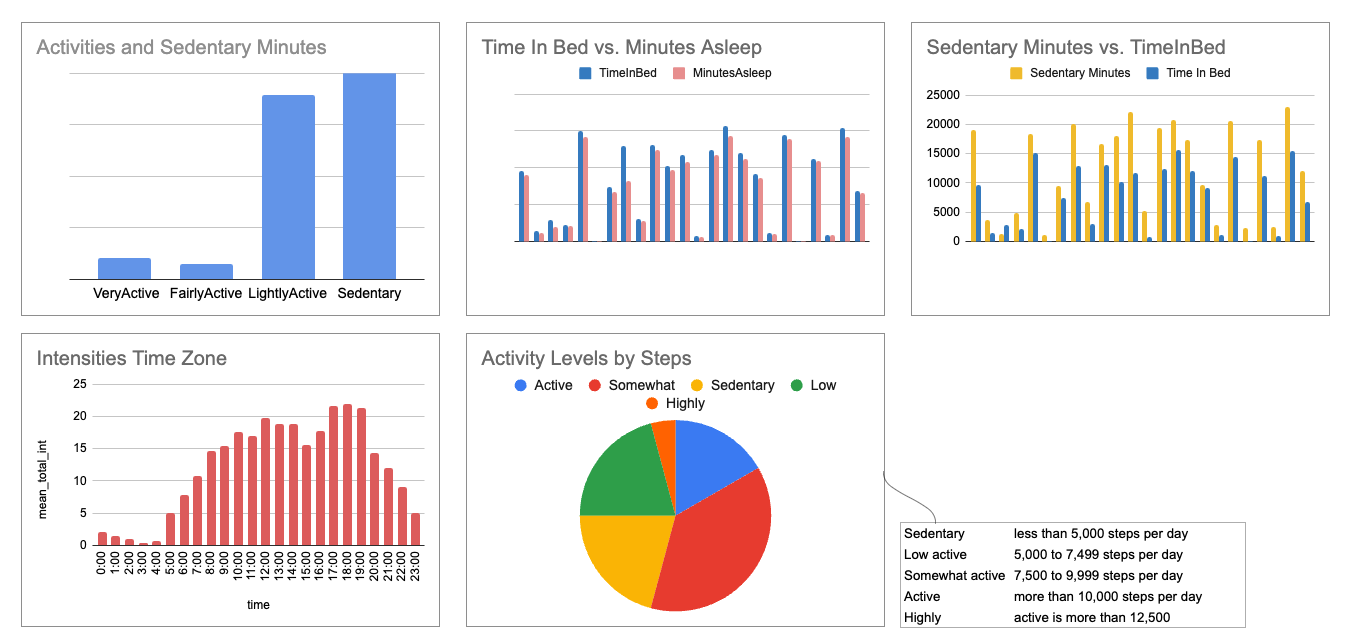 Activities and Sedentary Minutes
VeryActive FairlyActive LightlyActive Sedentary
Time In Bed vs. Minutes Asleep
TimeInBed MinutesAsleep
Sedentary Minutes vs. TimeInBed
Sedentary Minutes Time In Bed
25000
20000
15000
10000
5000
0
Intensities Time Zone
25
20
15
10
5
0
mean_total_int
0:00 1:00 2:00 3:00 4:00 5:00 6:00 7:00 8:00 9:00 10:00 11:00 12:00 13:00 14:00 15:00 16:00 17:00 18:00 19:00 20:00 21:00 22:00 23:00
time
Activity Levels by Steps
Active Somewhat Sedentary Low
Highly
Sedentary less than 5,000 steps per day
Low active 5,000 to 7,499 steps per day
Somewhat active 7,500 to 9,999 steps per day
Active more than 10,000 steps per day
Highly active is more than 12,500